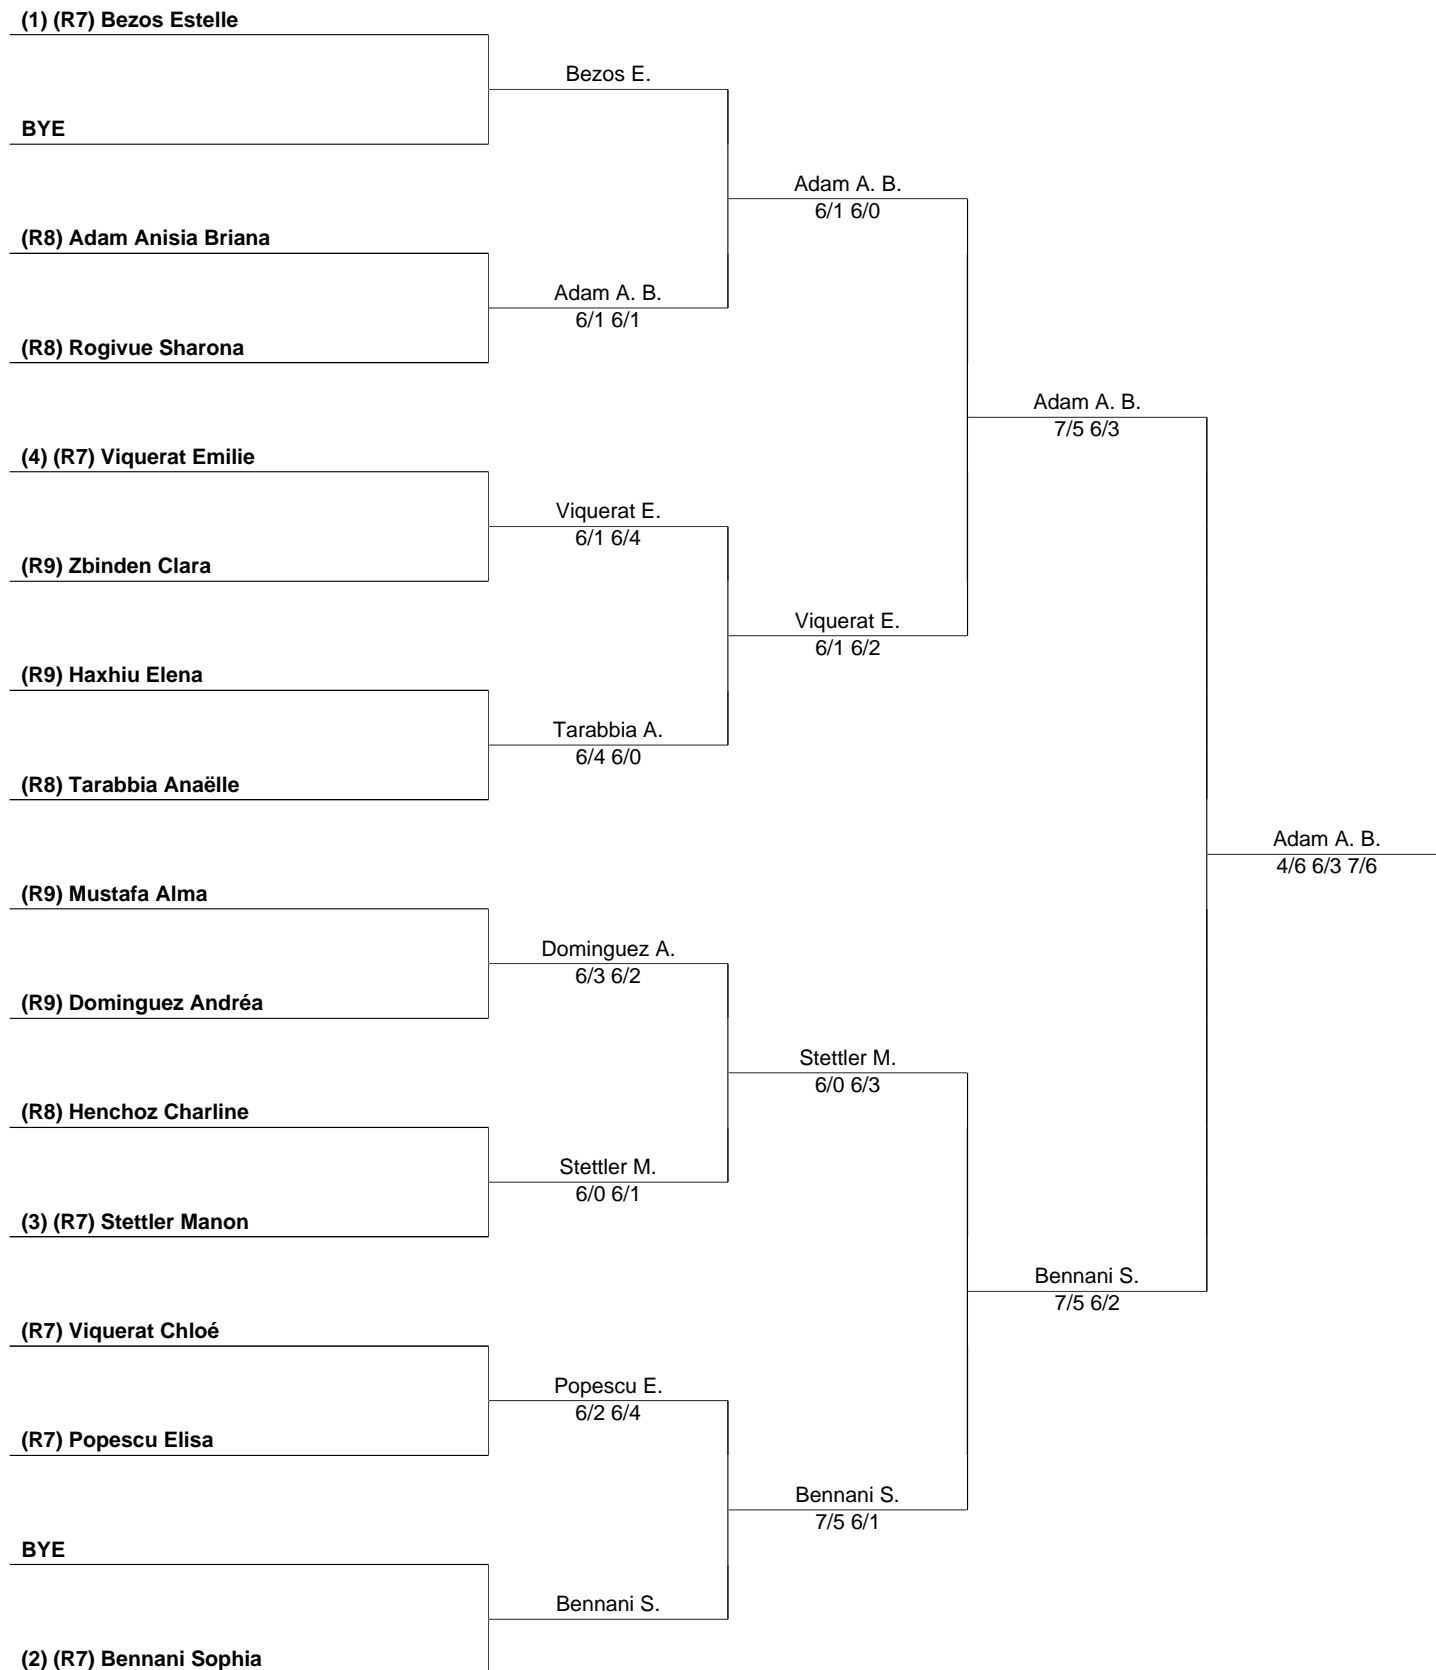 (1) (R7) Bezos Estelle
Bezos E.
BYE
Adam A. B.
6/1 6/0
(R8) Adam Anisia Briana
Adam A. B.
6/1 6/1
(R8) Rogivue Sharona
Adam A. B.
7/5 6/3
(4) (R7) Viquerat Emilie
Viquerat E.
6/1 6/4
(R9) Zbinden Clara
Viquerat E.
6/1 6/2
(R9) Haxhiu Elena
Tarabbia A.
6/4 6/0
(R8) Tarabbia Anaëlle
Adam A. B.
4/6 6/3 7/6
(R9) Mustafa Alma
Dominguez A.
6/3 6/2
(R9) Dominguez Andréa
Stettler M.
6/0 6/3
(R8) Henchoz Charline
Stettler M.
6/0 6/1
(3) (R7) Stettler Manon
Bennani S.
7/5 6/2
(R7) Viquerat Chloé
Popescu E.
6/2 6/4
(R7) Popescu Elisa
Bennani S.
7/5 6/1
BYE
Bennani S.
(2) (R7) Bennani Sophia